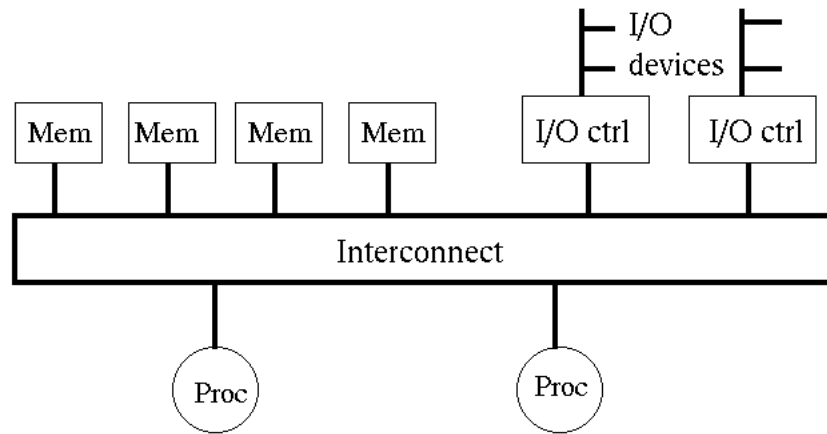 I/O
devices
Mem Mem Mem Mem I/O ctrl I/O ctrl
Interconnect
Proc Proc